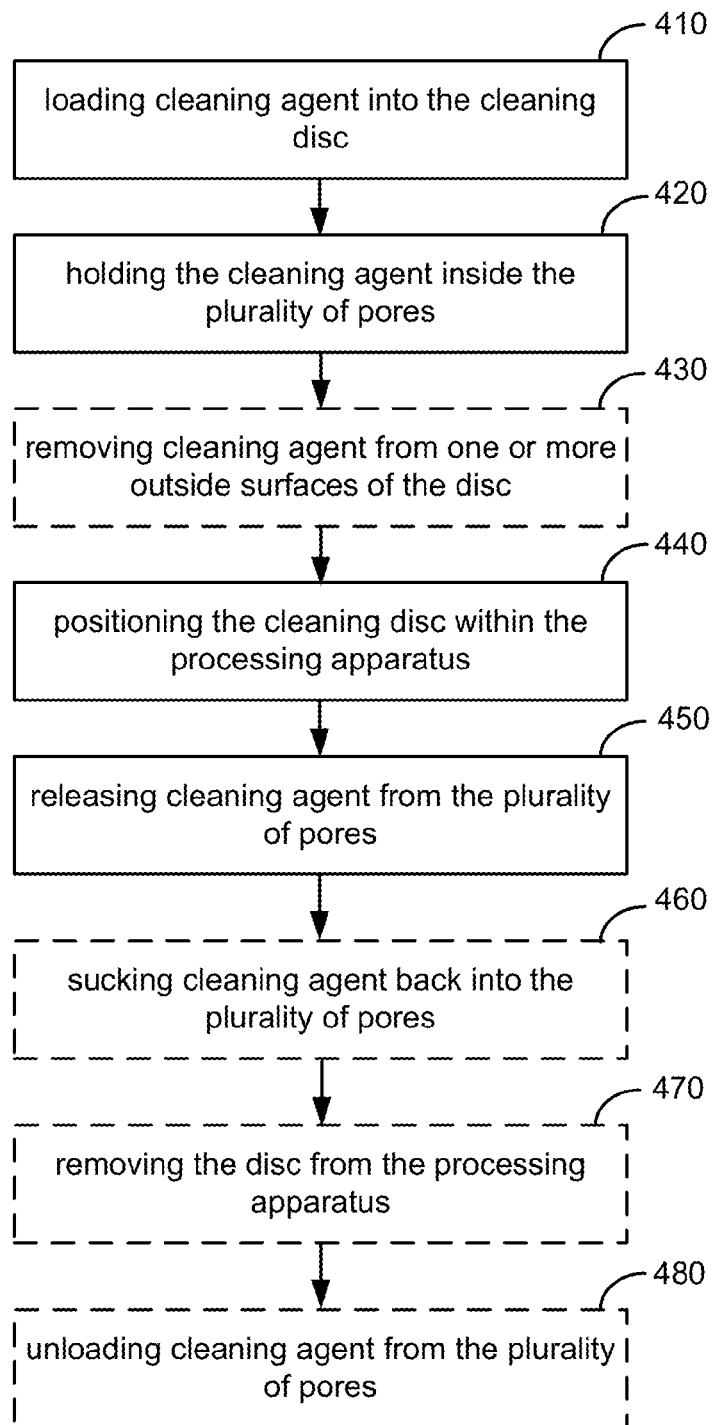 410
loading cleaning agent into the cleaning
disc
420
holding the cleaning agent inside the
plurality of pores
430
removing cleaning agent from one or more
outside surfaces of the disc
440
positioning the cleaning disc within the
processing apparatus
450
releasing cleaning agent from the plurality
of pores
460
sucking cleaning agent back into the
plurality of pores
470
removing the disc from the processing
apparatus
480
unloading cleaning agent from the plurality
of pores